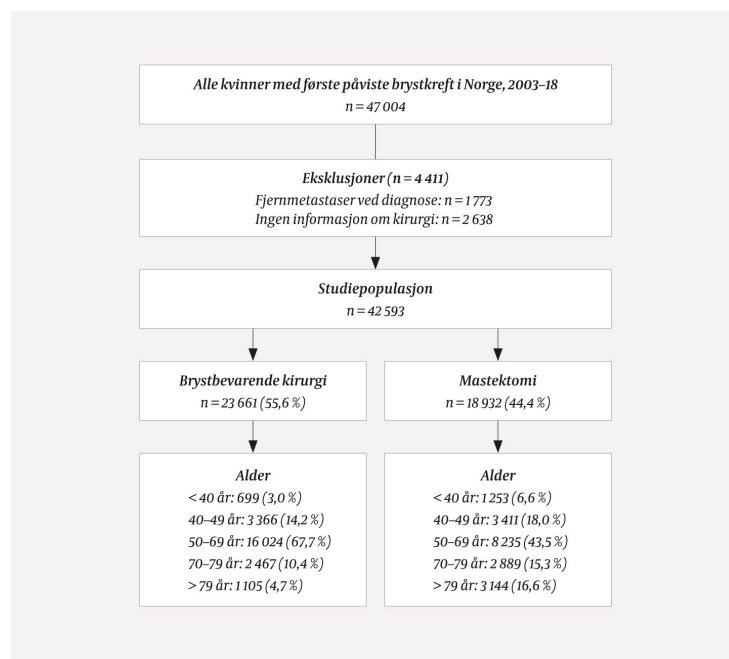 Alle kvinner med første påviste brystkreft i Norge, 2003–18
n = 47 004
Eksklusjoner (n = 4 411)
Fjernmetastaser ved diagnose: n = 1 773
Ingen informasjon om kirurgi: n = 2 638
Studiepopulasjon
n = 42 593
Brystbevarende kirurgi
n = 23 661 (55,6 %)
Mastektomi
n = 18 932 (44,4 %)
Alder
< 40 år: 699 (3,0 %)
40–49 år: 3 366 (14,2 %)
50–69 år: 16 024 (67,7 %)
70–79 år: 2 467 (10,4 %)
> 79 år: 1 105 (4,7 %)
Alder
< 40 år: 1 253 (6,6 %)
40–49 år: 3 411 (18,0 %)
50–69 år: 8 235 (43,5 %)
70–79 år: 2 889 (15,3 %)
> 79 år: 3 144 (16,6 %)